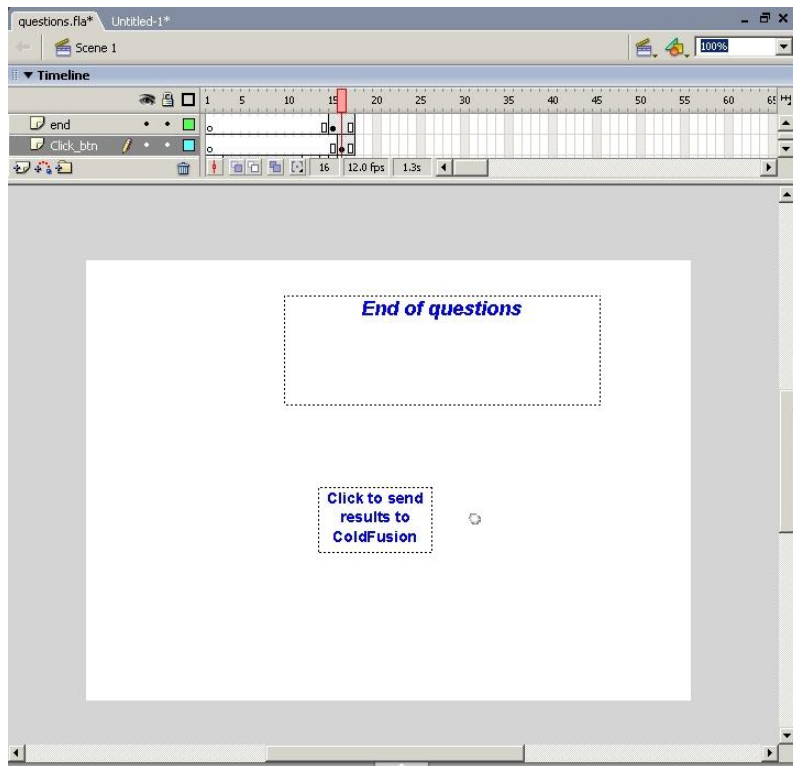 questions.fla* Untitled-1*
Scene 1 100%
Timeline
1 5 10 15 20 25 30 35 40 45 50 55 60 65
end
Click_btn
16 12.0 fps 1.3s
End of questions
Click to send
results to
ColdFusion